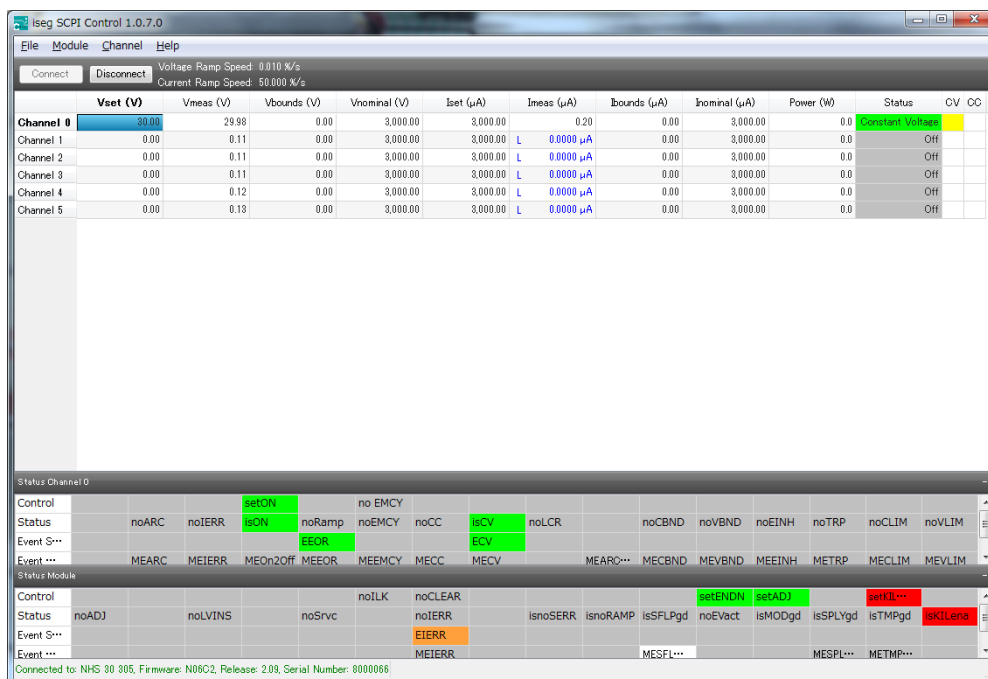 iseg SCPI Control 1.0.7.0
File Module Channel Help
Connect Disconnect Voltage Ramp Speed: 0.010 %/s
Current Ramp Speed: 50.000 %/s
Vset (V) Vmeas (V) Vbounds (V) Vnominal (V) Iset (µA) Imeas (µA) Ibounds (µA) Inominal (µA) Power (W) Status CV CC
Channel 0 30.00 29.98 0.00 3,000.00 3,000.00 0.20 0.00 3,000.00 0.0 Constant Voltage
Channel 1 0.00 0.11 0.00 3,000.00 3,000.00 L 0.0000 µA 0.00 3,000.00 0.0 Off
Channel 2 0.00 0.11 0.00 3,000.00 3,000.00 L 0.0000 µA 0.00 3,000.00 0.0 Off
Channel 3 0.00 0.11 0.00 3,000.00 3,000.00 L 0.0000 µA 0.00 3,000.00 0.0 Off
Channel 4 0.00 0.12 0.00 3,000.00 3,000.00 L 0.0000 µA 0.00 3,000.00 0.0 Off
Channel 5 0.00 0.13 0.00 3,000.00 3,000.00 L 0.0000 µA 0.00 3,000.00 0.0 Off
Status Channel 0
Control setON no EMCY
Status noARC noIERR isON noRamp noEMCY noCC isCV noLCR noCBND noVBND noEINH noTRP noCLIM noVLIM
Event S··· EEOR ECV
Event ··· MEARC MEIERR MEOn2Off MEEOR MEEMCY MECC MECV MEARC··· MECBND MEVBND MEEINH METRP MECLIM MEVLIM
Status Module
Control noILK noCLEAR setENDN setADJ setKIL···
Status noADJ noLVINS noSrvc noIERR isnoSERR isnoRAMP isSFLPgd noEVact isMODgd isSPLYgd isTMPgd isKILena
Event S··· EIERR
Event ··· MEIERR MESFL··· MESPL··· METMP···
Connected to: NHS 30 305, Firmware: N06C2, Release: 2.09, Serial Number: 8000066